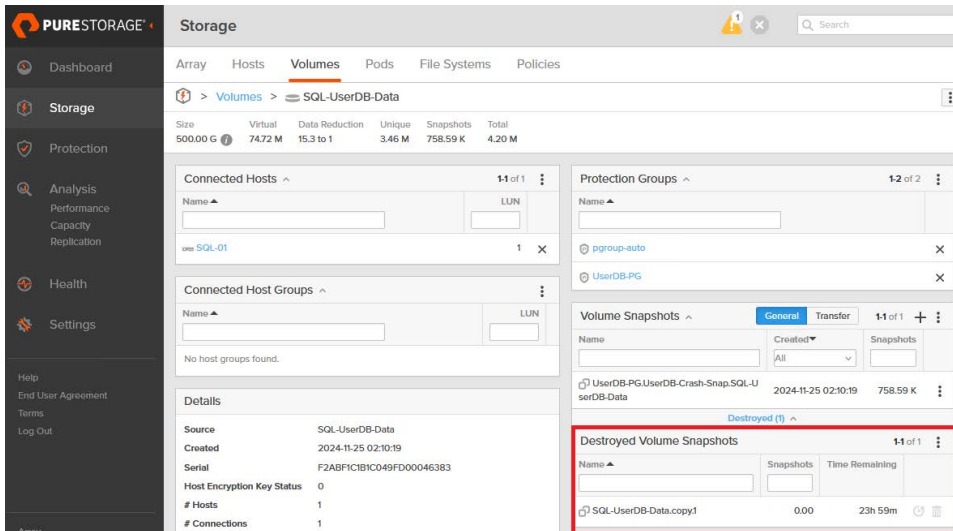 PURESTORAGE®
Storage
1
Search
Dashboard
Storage
Protection
Analysis
Performance
Capacity
Replication
Health
Settings
Help
End User Agreement
Terms
Log Out
Array Hosts Volumes Pods File Systems Policies
> Volumes > SQL-UserDB-Data
Size Virtual Data Reduction Unique Snapshots Total
500.00 G 74.72 M 15.3 to 1 3.46 M 758.59 K 4.20 M
Connected Hosts 1-1 of 1
Name LUN
SQL-01 1
Connected Host Groups
Name LUN
No host groups found.
Details
Source SQL-UserDB-Data
Created 2024-11-25 02:10:19
Serial F2ABF1C1B1C049FD00046383
Host Encryption Key Status 0
# Hosts 1
# Connections 1
Protection Groups 1-2 of 2
Name
pgroup-auto
UserDB-PG
Volume Snapshots General Transfer 1-1 of 1
Name Created Snapshots
All
UserDB-PG.UserDB-Crash-Snap.SQL-U
serDB-Data 2024-11-25 02:10:19 758.59 K
Destroyed (1)
Destroyed Volume Snapshots 1-1 of 1
Name Snapshots Time Remaining
SQL-UserDB-Data.copy.1 0.00 23h 59m